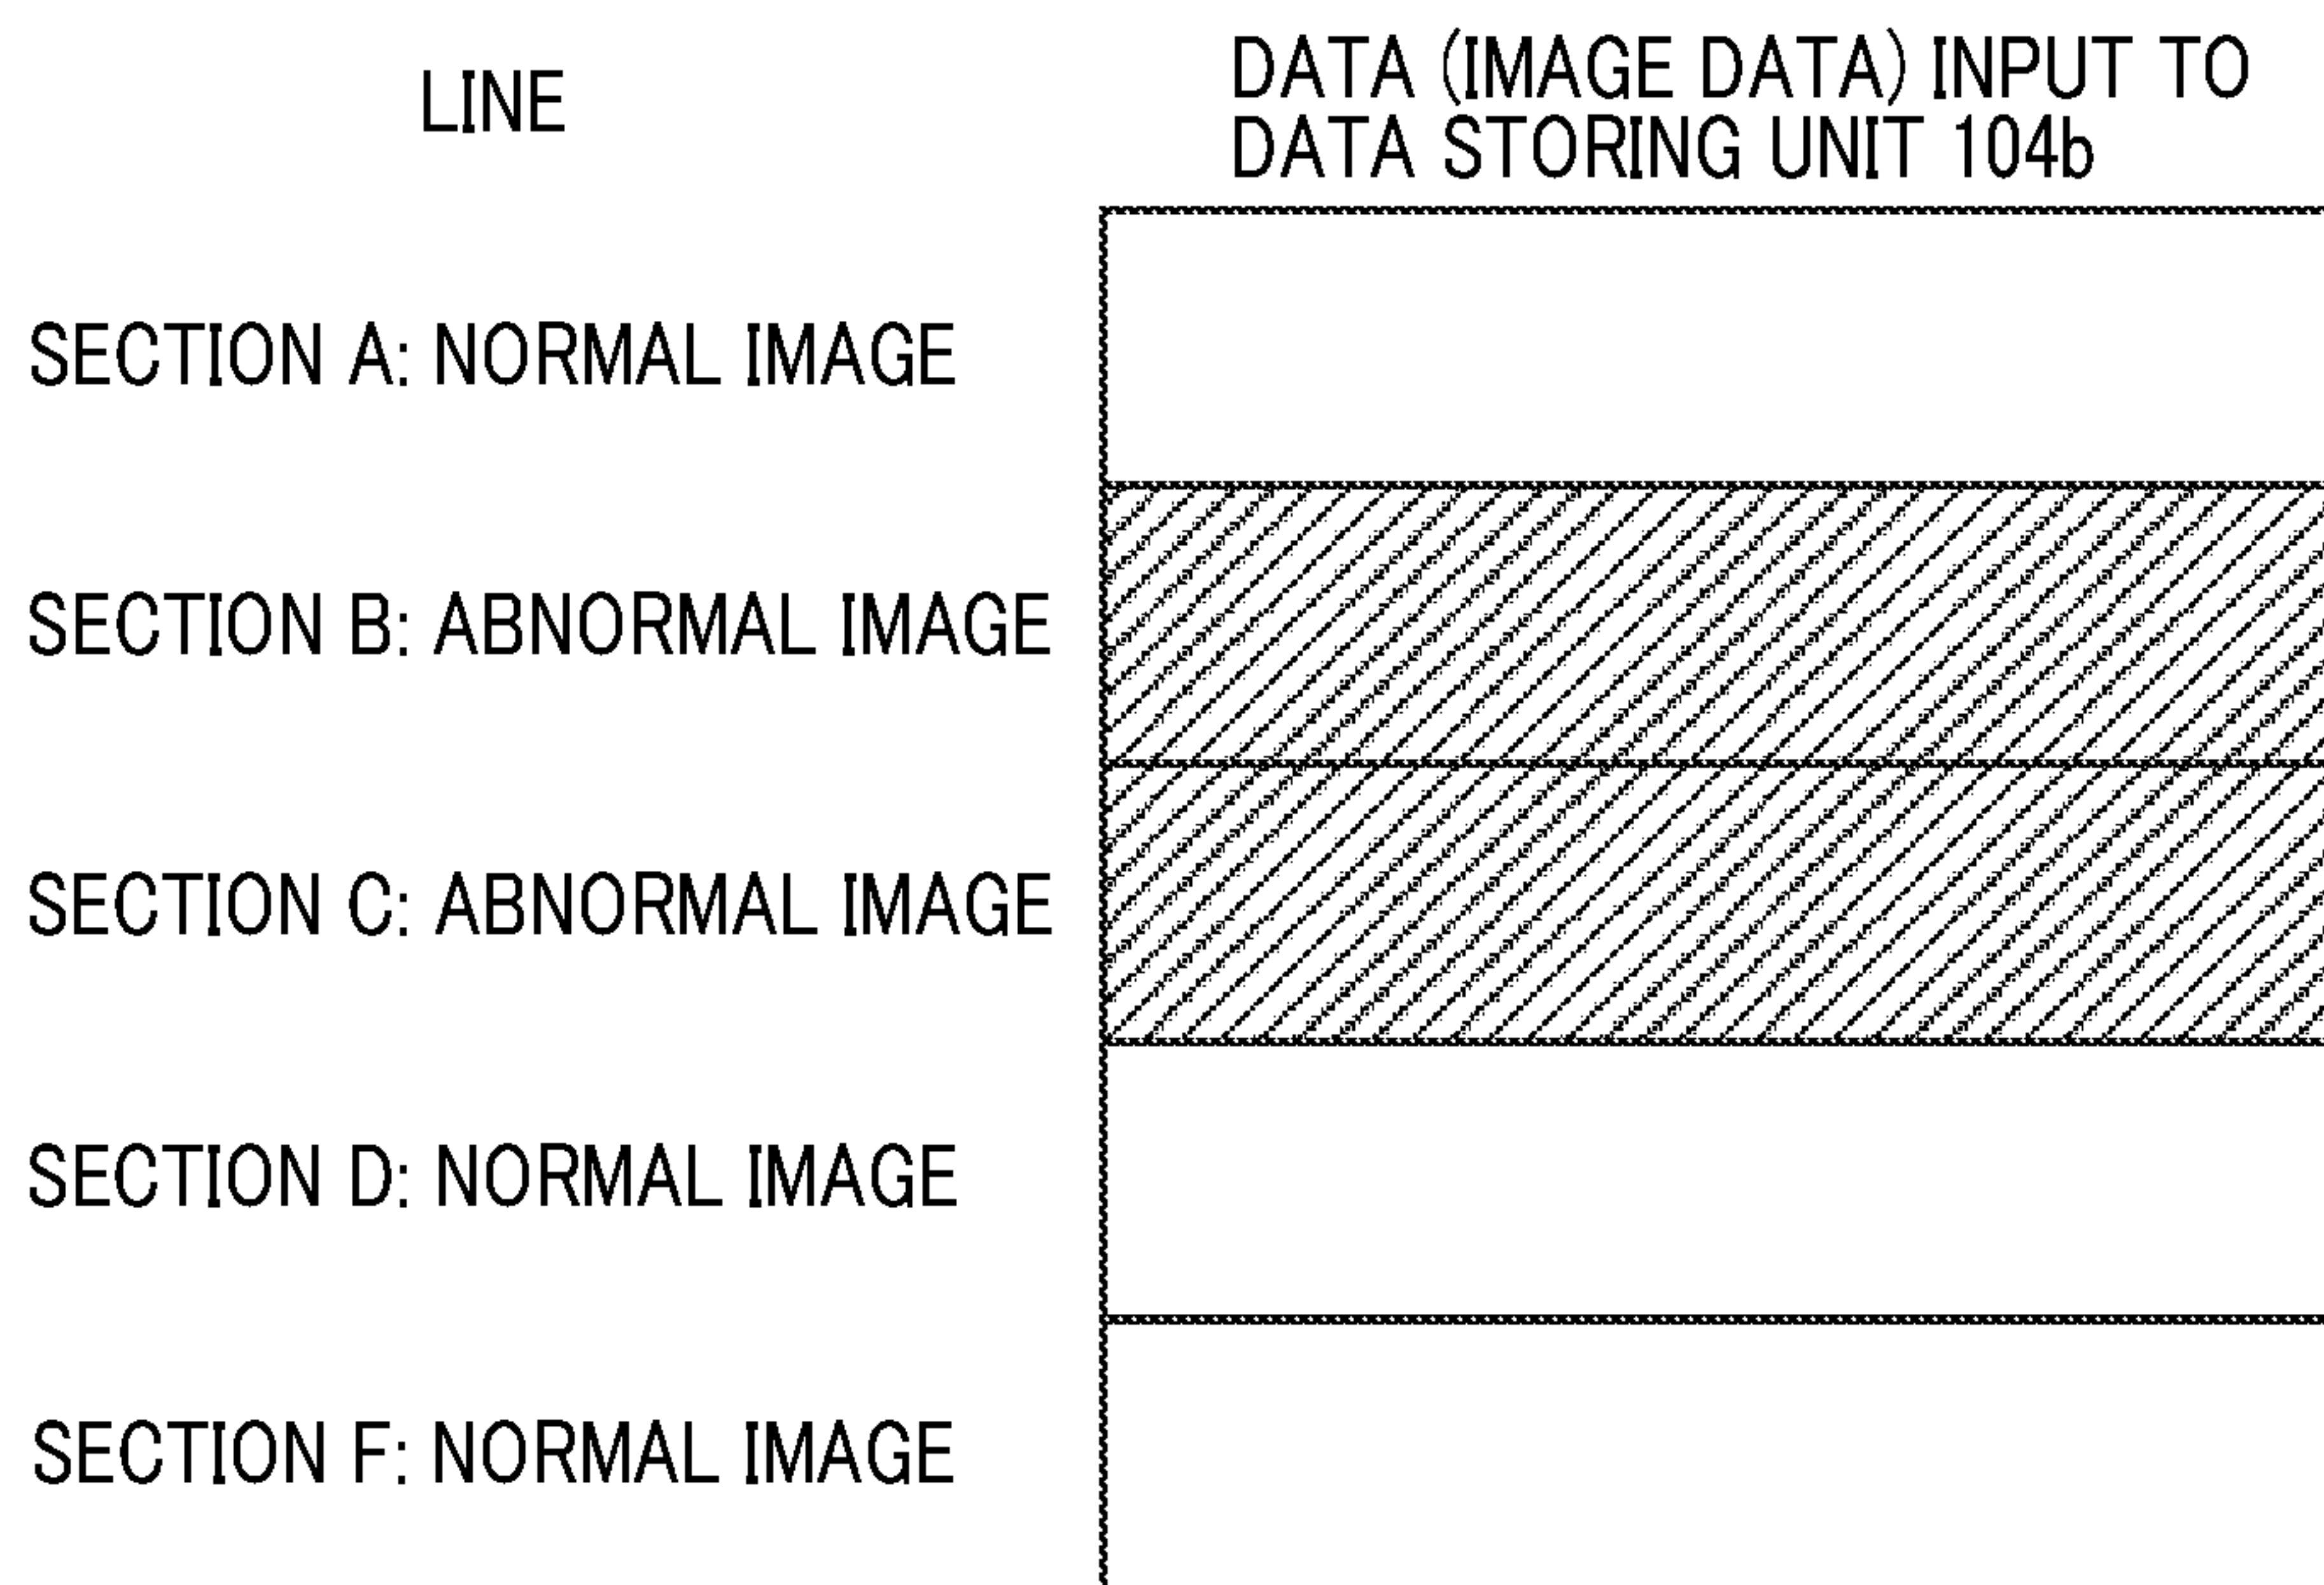 LINE
DATA (IMAGE DATA) INPUT TO
DATA STORING UNIT 104b
SECTION A: NORMAL IMAGE
SECTION B: ABNORMAL IMAGE
SECTION C: ABNORMAL IMAGE
SECTION D: NORMAL IMAGE
SECTION F: NORMAL IMAGE